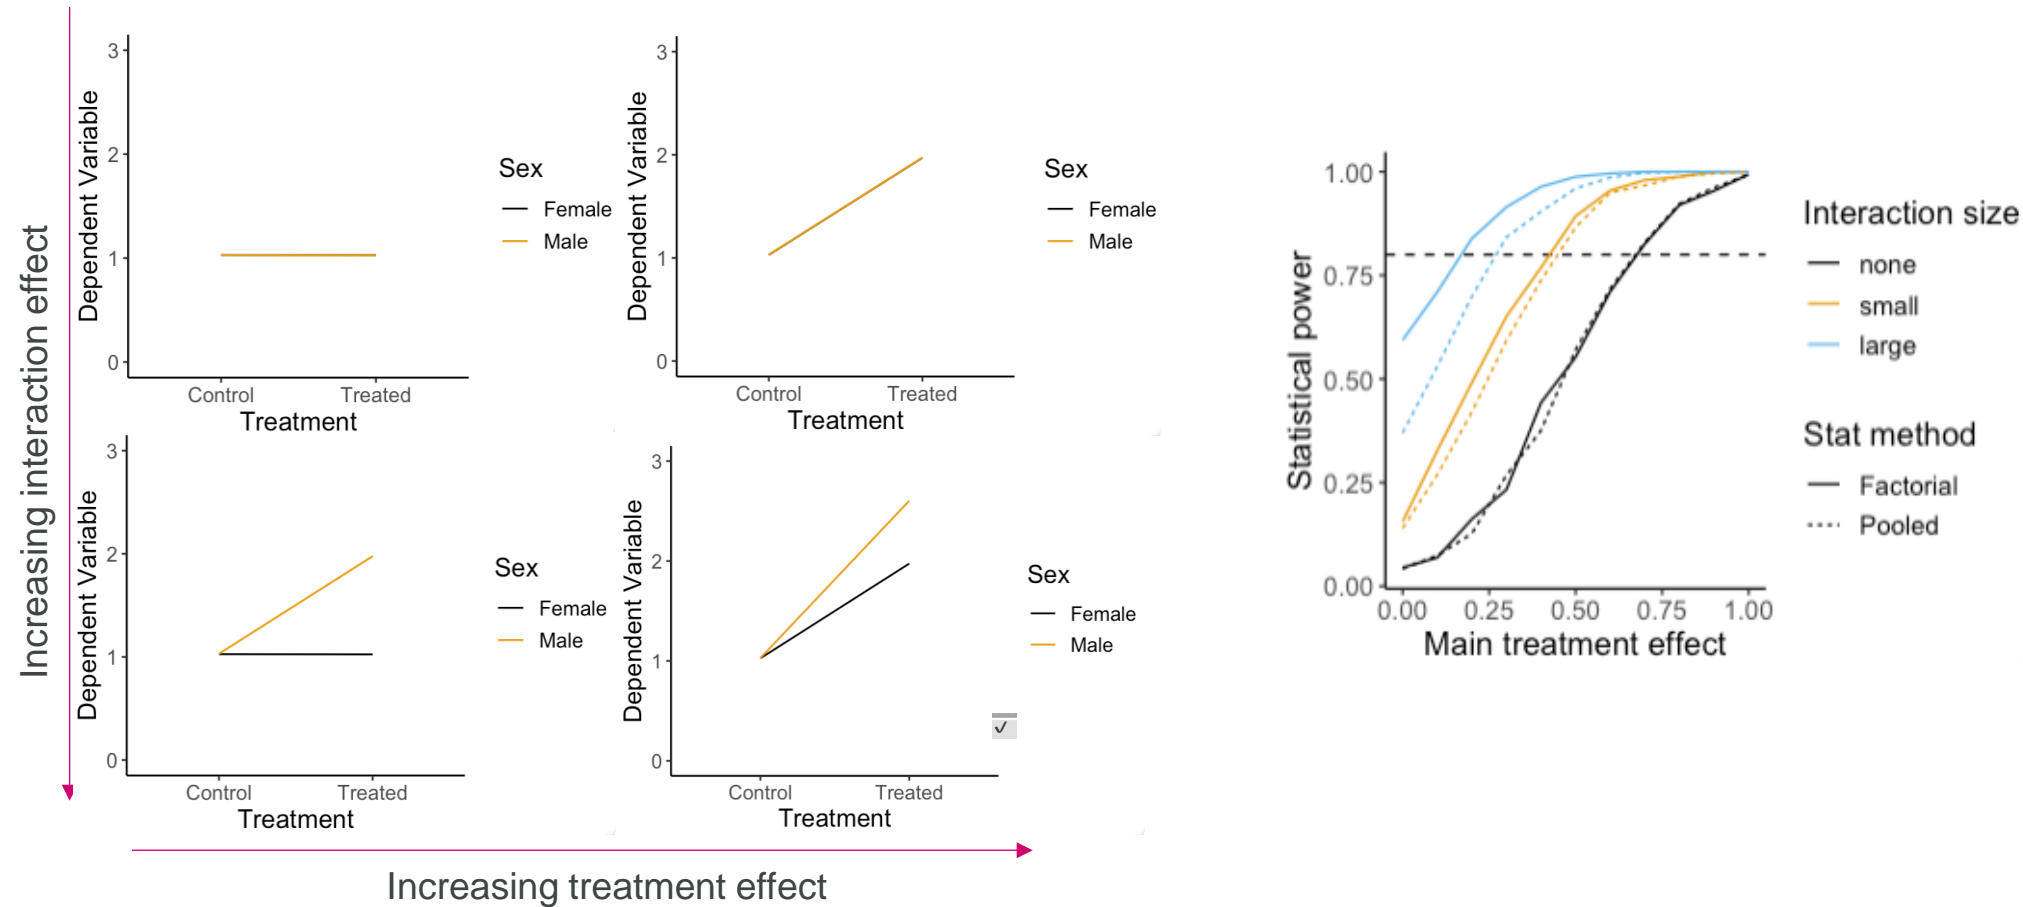 Increasing interaction effect
3
2
1
0
Dependent Variable
Control Treated
Treatment
Sex
Female
Male
3
2
1
0
Dependent Variable
Control Treated
Treatment
Sex
Female
Male
3
2
1
0
Dependent Variable
Control Treated
Treatment
Sex
Female
Male
3
2
1
0
Dependent Variable
Control Treated
Treatment
Sex
Female
Male
Increasing treatment effect
1.00
0.75
0.50
0.25
0.00
Statistical power
0.00 0.25 0.50 0.75 1.00
Main treatment effect
Interaction size
none
small
large
Stat method
Factorial
Pooled